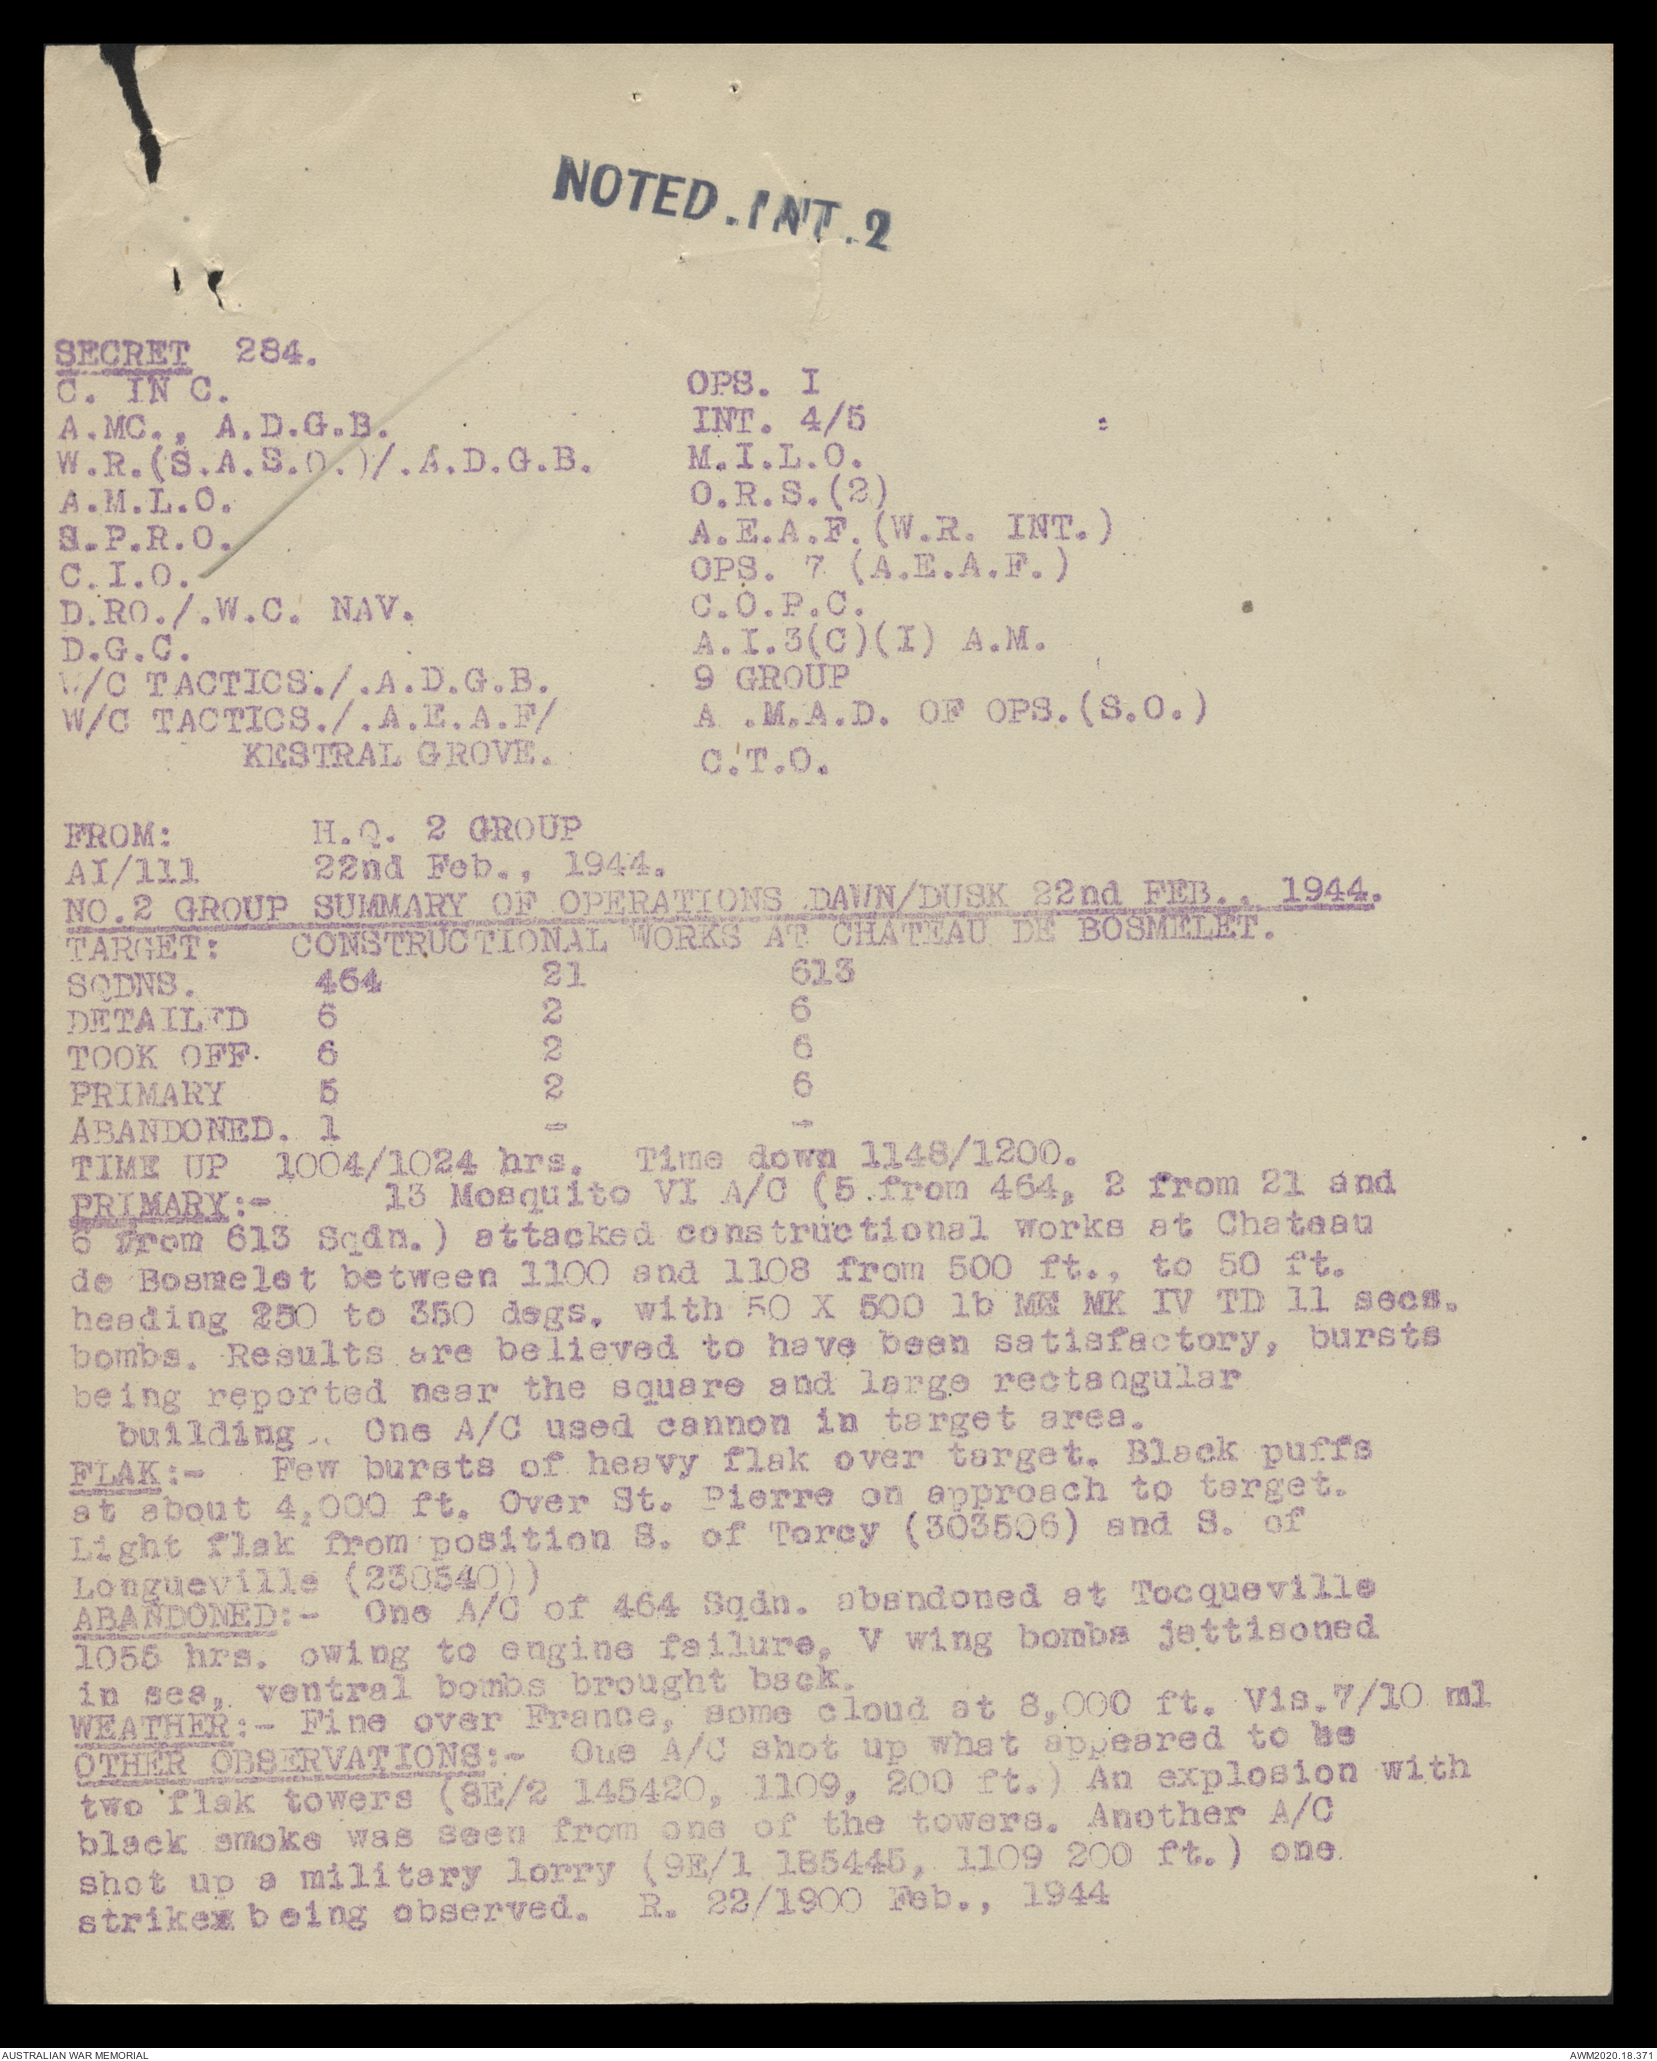 NOTED. INT. 2
SECRET 284.
C. IN C.
A.MC., A.D.G.B.
W.R.(S.A.S.O.)/.A.D.G.B.
A.M.L.O.
S.P.R.O.
C.I.O.
D.RO./.W.C. NAV.
D.G.C.
W/C TACTICS./.A.D.G.B.
W/C TACTICS./.A.E.A.F/
KESTRAL GROVE.
OPS. I
INT. 4/5 :
M.I.L.O.
O.R.S.(2)
A.E.A.F.(W.R. INT.)
OPS. 7 (A.E.A.F.)
C.O.P.C.
A.I.3(C)(I) A.M.
9 GROUP
A .M.A.D. OF OPS.(S.O.)
C.T.O.
FROM: H.Q. 2 GROUP
AI/111 22nd Feb., 1944.
NO.2 GROUP SUMMARY OF OPERATIONS DAWN/DUSK 22nd FEB., 1944.
TARGET: CONSTRUCTIONAL WORKS AT CHATEAU DE BOSMELET.
SQDNS. 464 21 613
DETAILED 6 2 6
TOOK OFF. 6 2 6
PRIMARY 5 2 6
ABANDONED. 1 - -
TIME UP 1004/1024 hrs. Time down 1148/1200.
PRIMARY:- 13 Mosquito VI A/C (5 from 464, 2 from 21 and
6 from 613 Sqdn.) attacked constructional works at Chateau
de Bosmelet between 1100 and 1108 from 500 ft., to 50 ft.
heading 250 to 350 degs. with 50 X 500 lb ME MK IV TD 11 secs.
bombs. Results are believed to have been satisfactory, bursts
being reported near the square and large rectangular
building.. One A/C used cannon in target area.
FLAK:- Few bursts of heavy flak over target. Black puffs
at about 4,000 ft. Over St. Pierre on approach to target.
Light flak from position S. of Torcy (303506) and S. of
Longueville (230540))
ABANDONED:- One A/C of 464 Sqdn. abandoned at Tocqueville
1055 hrs. owing to engine failure, V wing bombs jettisoned
in sea, ventral bombs brought back.
WEATHER:- Fine over France, some cloud at 8,000 ft. Vis.7/10 ml
OTHER OBSERVATIONS:- One A/C shot up what appeared to be
two flak towers (8E/2 145420, 1109, 200 ft.) An explosion with
black smoke was seen from one of the towers. Another A/C
shot up a military lorry (9E/1 185445, 1109 200 ft.) one
strikex being observed. R. 22/1900 Feb., 1944
AUSTRALIAN WAR MEMORIAL
AWM2020.18.371